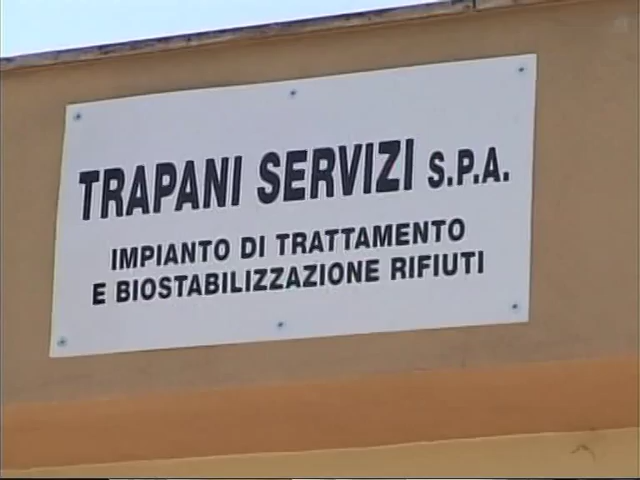 TRAPANI SERVIZI S.P.A.
IMPIANTO DI TRATTAMENTO
E BIOSTABILIZZAZIONE RIFIUTI